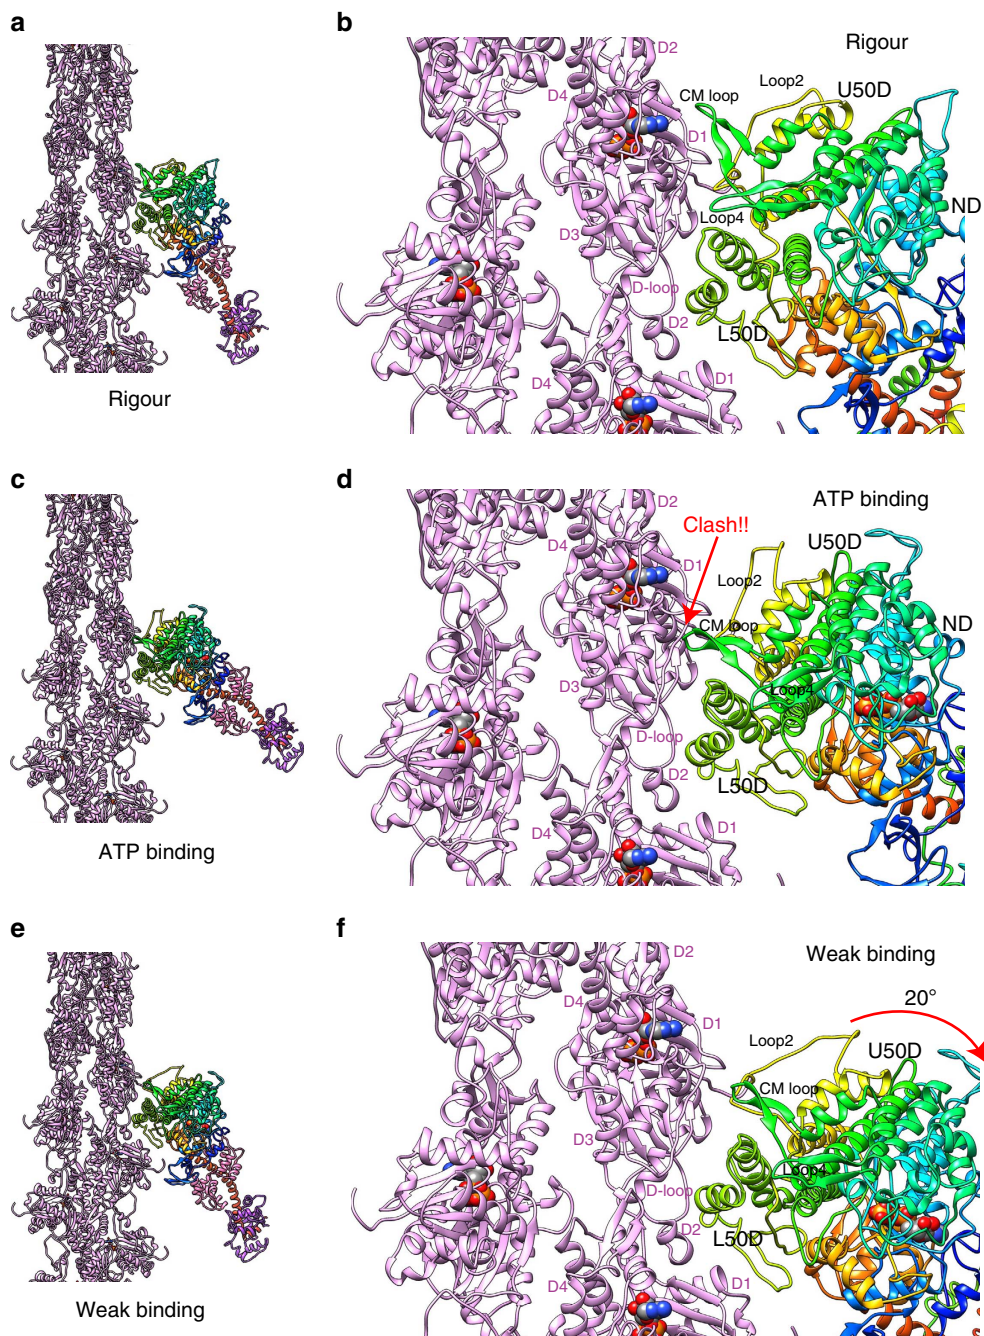 a
Rigour
b
Rigour
D2
Loop2
U50D
CM loop
D4
D1
ND
Loop4
D3
D-loop
D2
L50D
D4
D1
c
ATP binding
d
ATP binding
D2
Clash!!
U50D
D4
D1
Loop2
CM loop
ND
D3
Loop4
D-loop
D2
L50D
D4
D1
e
Weak binding
f
Weak binding
D2
20°
D4
D1
Loop2
U50D
CM loop
D3
Loop4
D-loop
D2
L50D
D4
D1